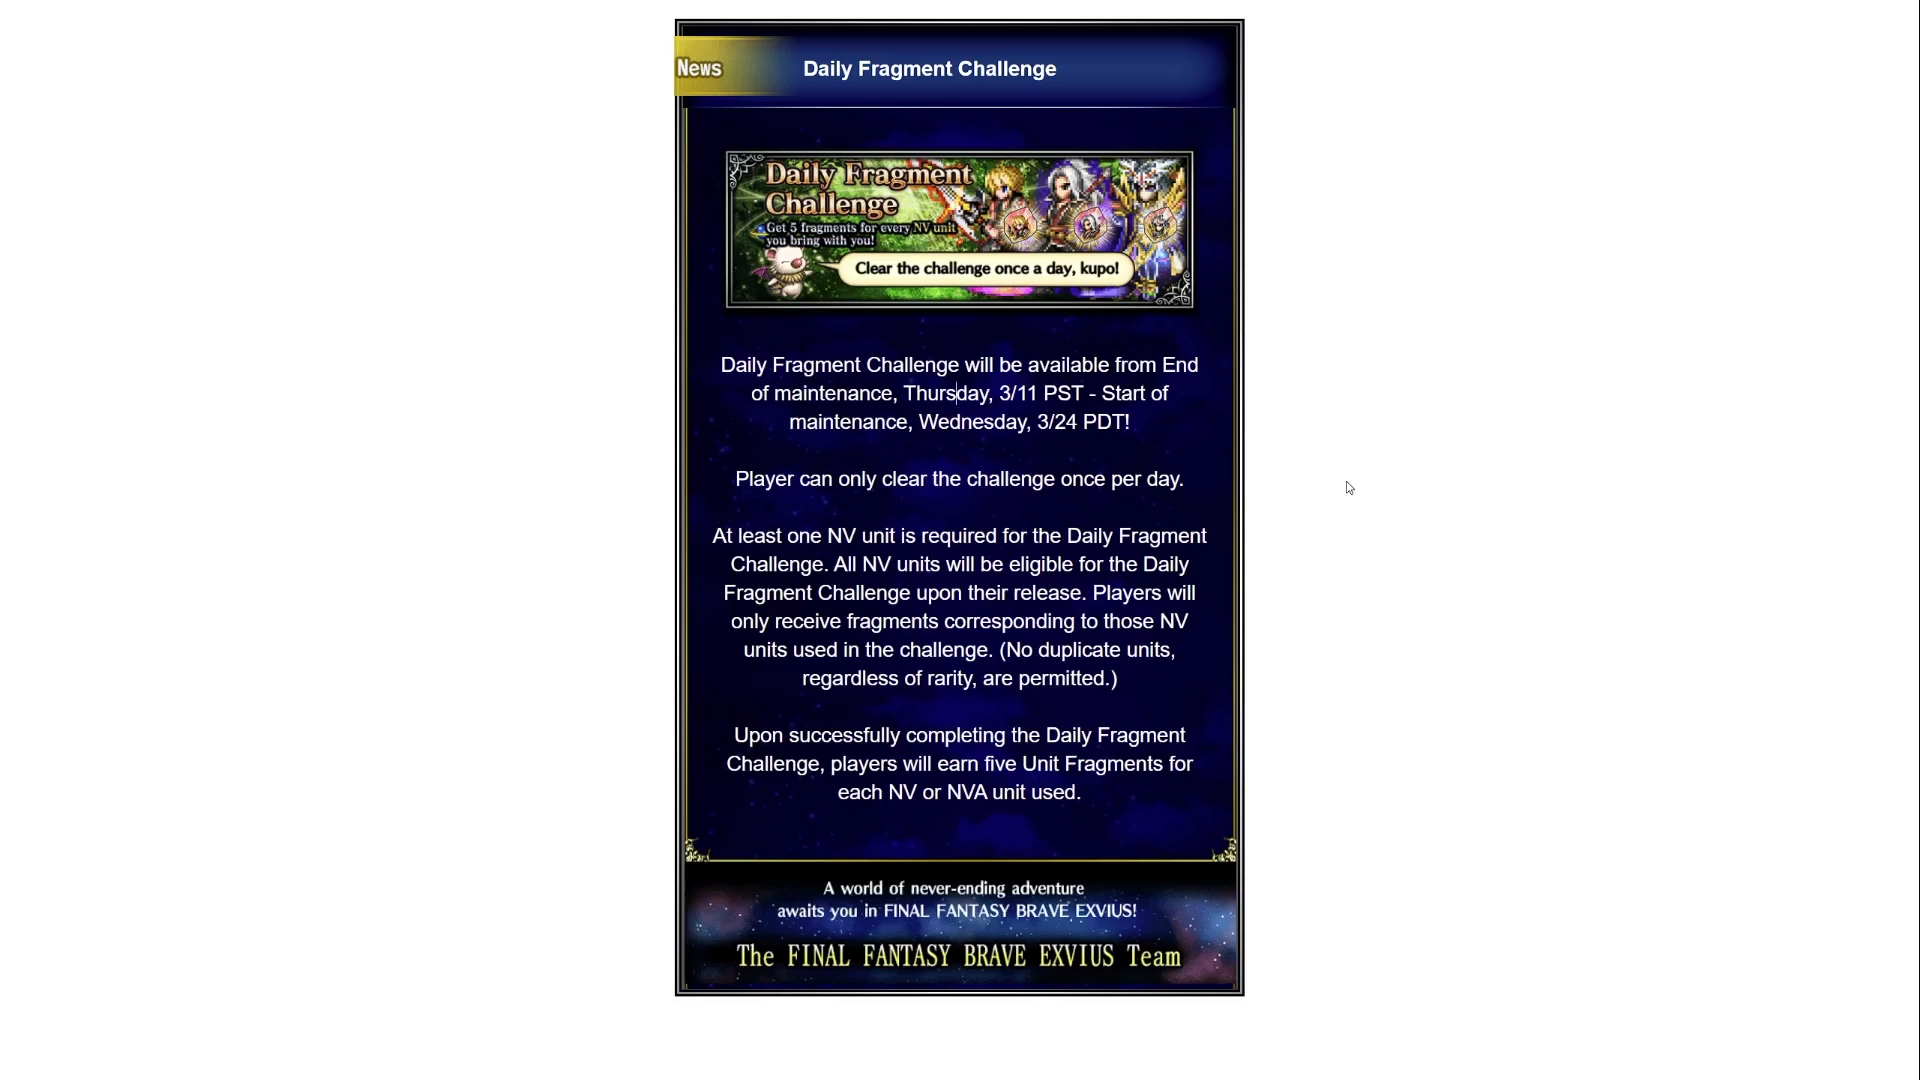 News
Daily Fragment Challenge
Daily Fragment
Challenge
Get 5 fragments for every NV unit
you bring with you!
Clear the challenge once a day, kupo!
Daily Fragment Challenge will be available from End
of maintenance, Thursday, 3/11 PST - Start of
maintenance, Wednesday, 3/24 PDT!
Player can only clear the challenge once per day.
At least one NV unit is required for the Daily Fragment
Challenge. All NV units will be eligible for the Daily
Fragment Challenge upon their release. Players will
only receive fragments corresponding to those NV
units used in the challenge. (No duplicate units,
regardless of rarity, are permitted.)
Upon successfully completing the Daily Fragment
Challenge, players will earn five Unit Fragments for
each NV or NVA unit used.
A world of never-ending adventure
awaits you in FINAL FANTASY BRAVE EXVIUS!
The FINAL FANTASY BRAVE EXVIUS Team